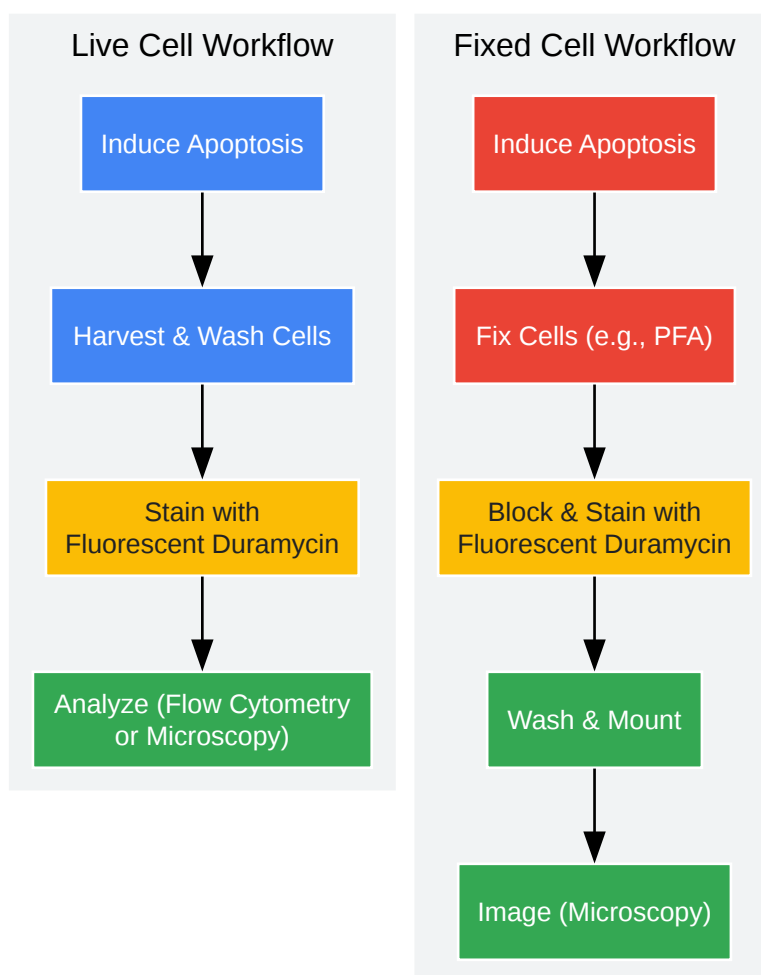 Live Cell Workflow
Induce Apoptosis
Harvest & Wash Cells
Stain with
Fluorescent Duramycin
Analyze (Flow Cytometry
or Microscopy)
Fixed Cell Workflow
Induce Apoptosis
Fix Cells (e.g., PFA)
Block & Stain with
Fluorescent Duramycin
Wash & Mount
Image (Microscopy)